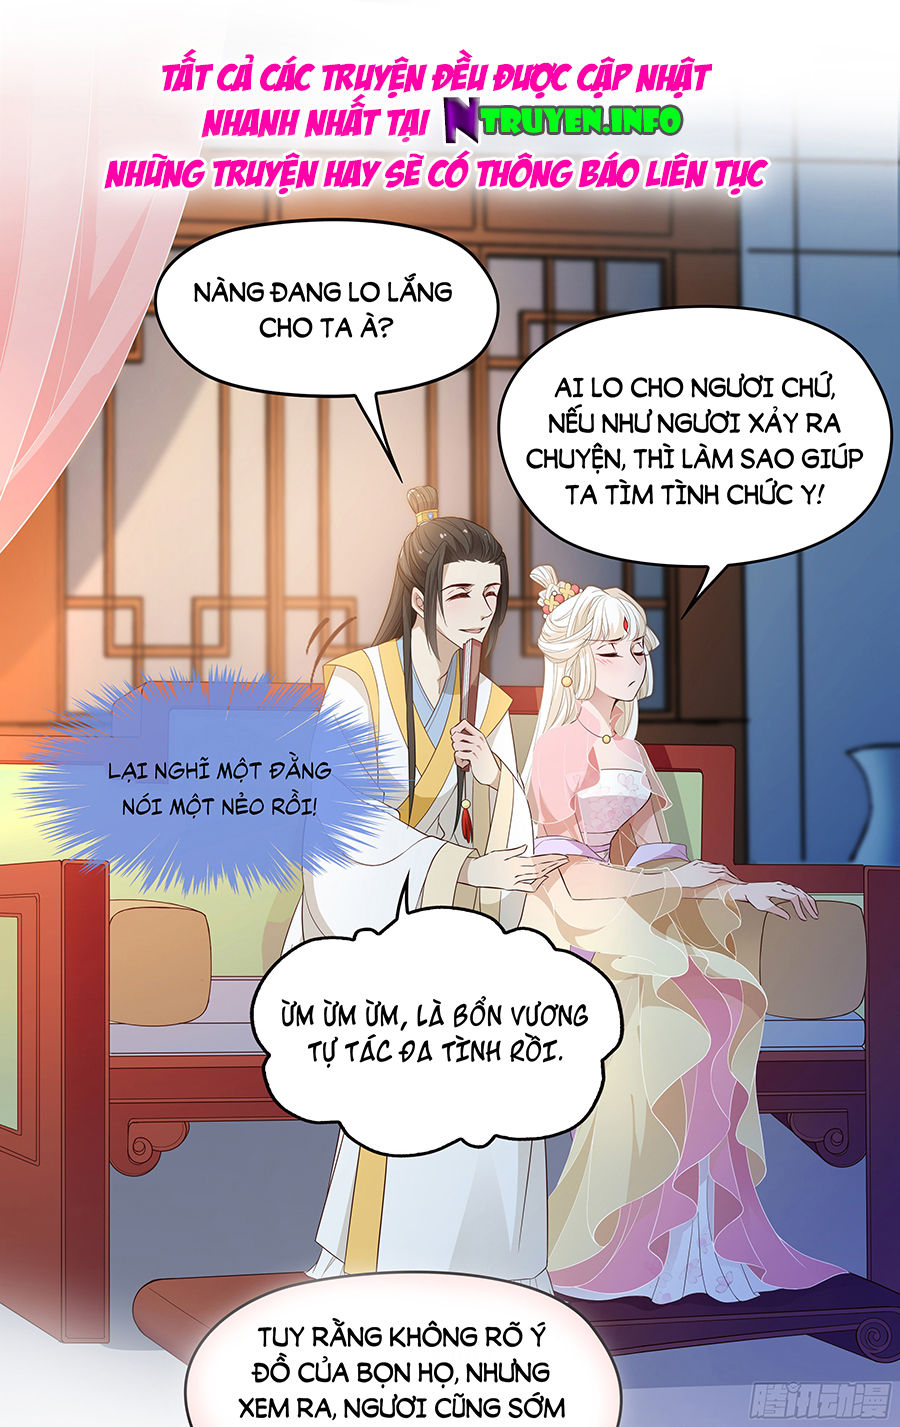 TẤT CẢ CÁC TRUYỆN ĐỀU ĐƯỢC CẬP NHẬT
NHANH NHẤT TẠI NTRUYEN.INFO
NHỮNG TRUYỆN HAY SẼ CÓ THÔNG BÁO LIÊN TỤC
NÀNG ĐANG LO LẮNG
CHO TA À?
AI LO CHO NGƯƠI CHỨ,
NẾU NHƯ NGƯƠI XẢY RA
CHUYỆN, THÌ LÀM SAO GIÚP
TA TÌM TÌNH CHỨC Y!
LẠI NGHĨ MỘT ĐẰNG
NÓI MỘT NẺO RỒI!
ỪM ỪM ỪM, LÀ BỔN VƯƠNG
TỰ TÁC ĐA TÌNH RỒI.
TUY RẰNG KHÔNG RÕ Ý
ĐỒ CỦA BỌN HỌ, NHƯNG
XEM RA, NGƯƠI CŨNG SỚM
腾讯动漫